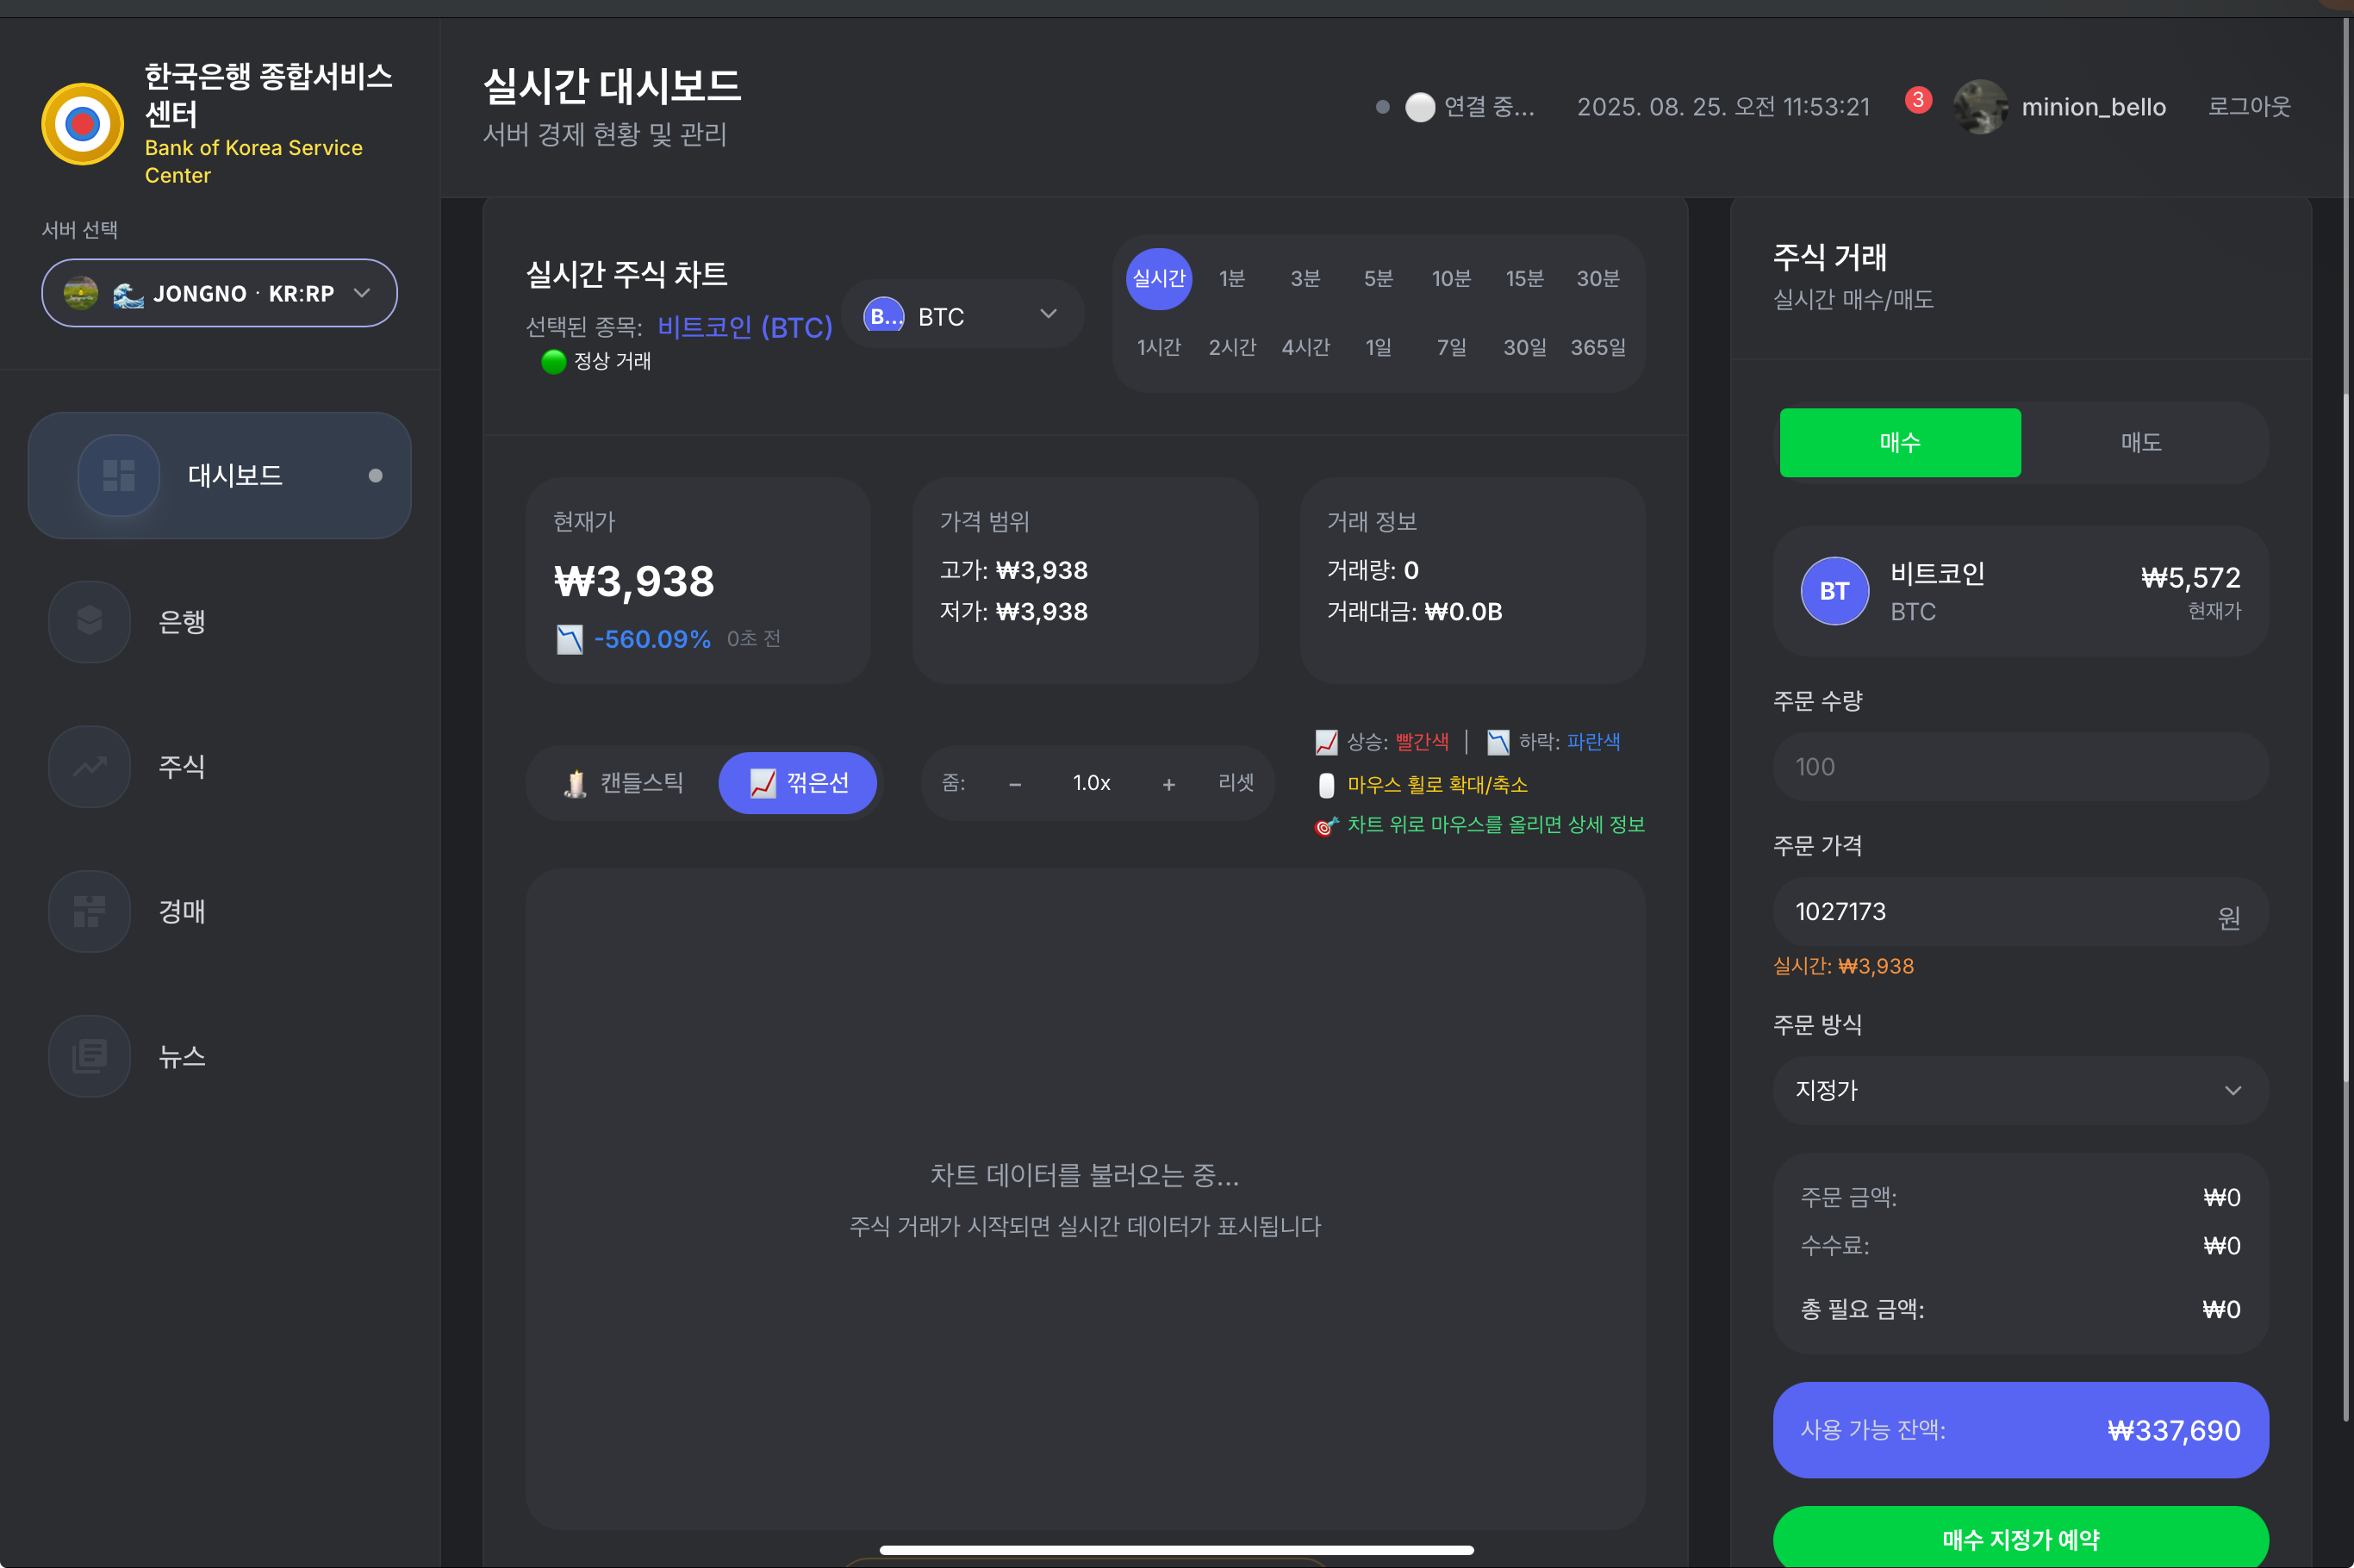 한국은행 종합서비스
센터
Bank of Korea Service
Center
서버 선택
JONGNO · KR:RP
대시보드
은행
주식
경매
뉴스
실시간 대시보드
서버 경제 현황 및 관리
연결 중...
2025. 08. 25. 오전 11:53:21
3
minion_bello
로그아웃
실시간 주식 차트
선택된 종목: 비트코인 (BTC)
정상 거래
B... BTC
실시간 1분 3분 5분 10분 15분 30분
1시간 2시간 4시간 1일 7일 30일 365일
현재가
₩3,938
-560.09% 0초 전
가격 범위
고가: ₩3,938
저가: ₩3,938
거래 정보
거래량: 0
거래대금: ₩0.0B
캔들스틱 꺾은선
줌: − 1.0x + 리셋
상승: 빨간색 | 하락: 파란색
마우스 휠로 확대/축소
차트 위로 마우스를 올리면 상세 정보
차트 데이터를 불러오는 중...
주식 거래가 시작되면 실시간 데이터가 표시됩니다
주식 거래
실시간 매수/매도
매수 매도
BT
비트코인
BTC
₩5,572
현재가
주문 수량
100
주문 가격
1027173 원
실시간: ₩3,938
주문 방식
지정가
주문 금액: ₩0
수수료: ₩0
총 필요 금액: ₩0
사용 가능 잔액: ₩337,690
매수 지정가 예약